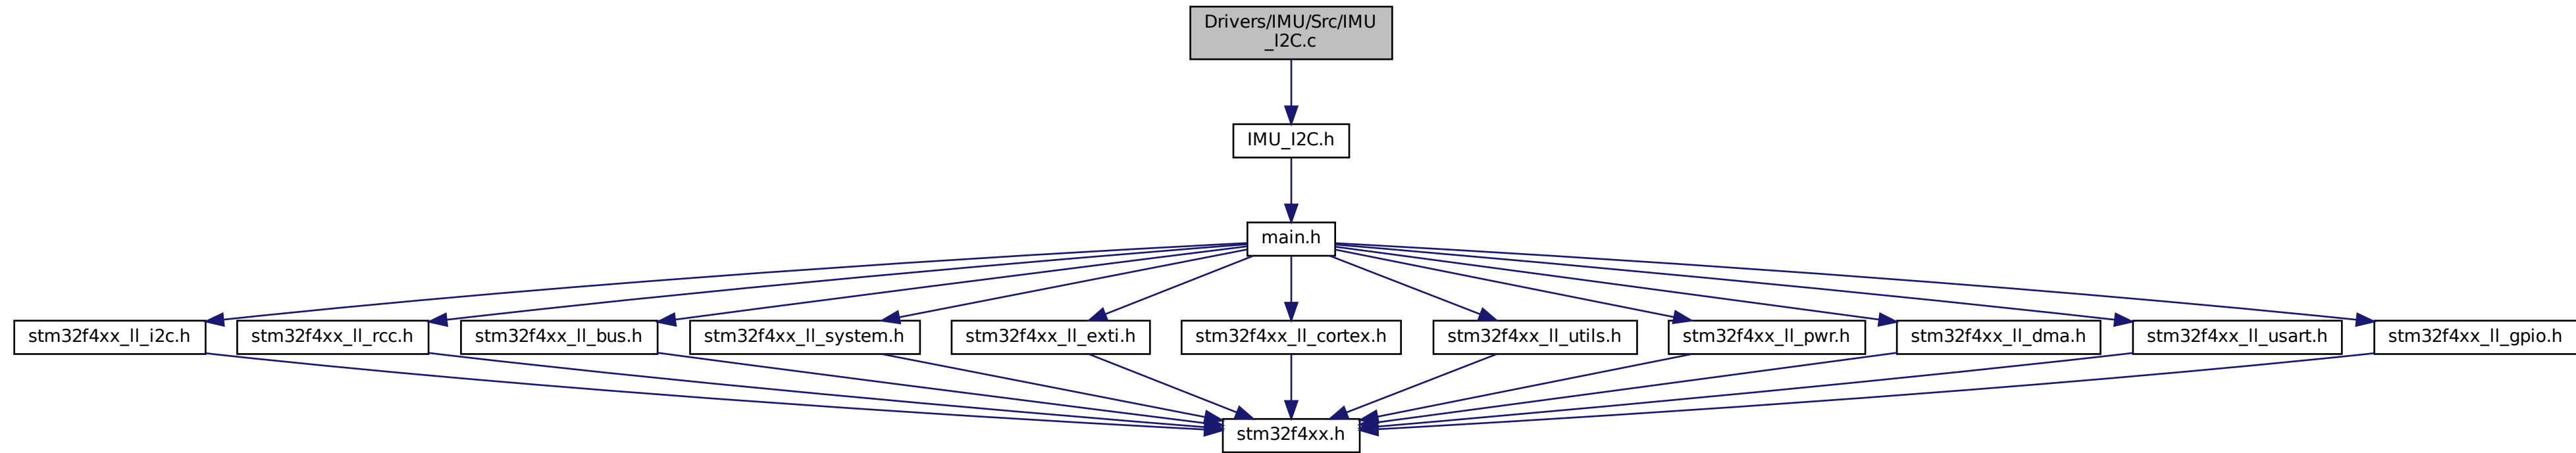 Drivers/IMU/Src/IMU
_I2C.c
IMU_I2C.h
main.h
stm32f4xx_ll_i2c.h
stm32f4xx_ll_rcc.h
stm32f4xx_ll_bus.h
stm32f4xx_ll_system.h
stm32f4xx_ll_exti.h
stm32f4xx_ll_cortex.h
stm32f4xx_ll_utils.h
stm32f4xx_ll_pwr.h
stm32f4xx_ll_dma.h
stm32f4xx_ll_usart.h
stm32f4xx_ll_gpio.h
stm32f4xx.h